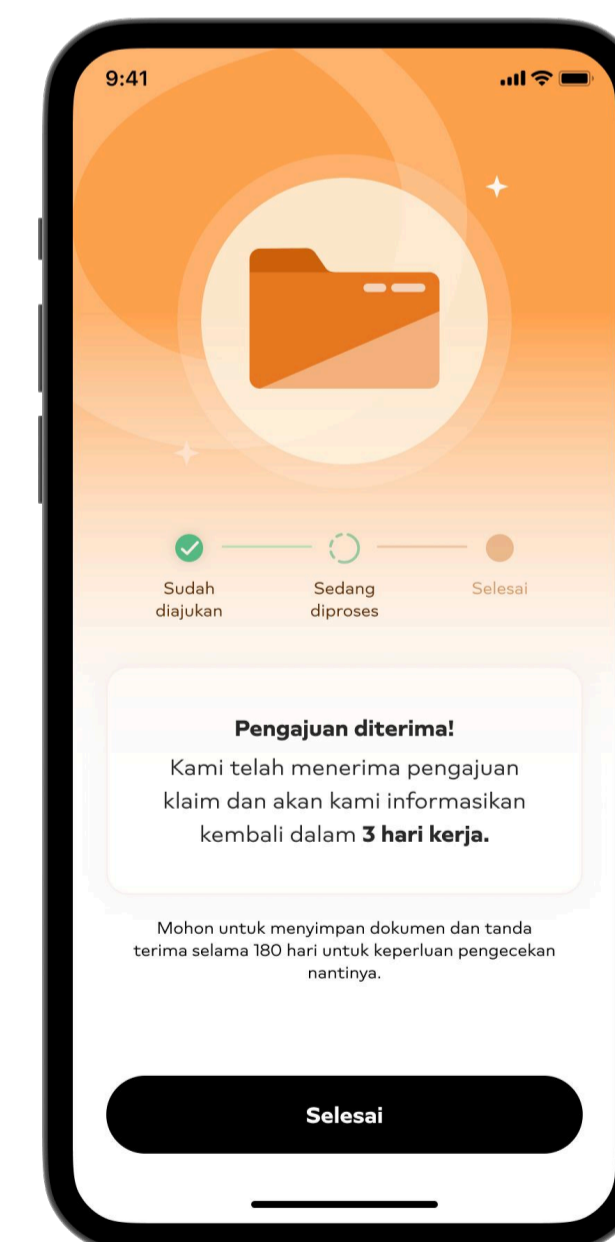 9:41
Sudah
diajukan
Sedang
diproses
Selesai
Pengajuan diterima!
Kami telah menerima pengajuan
klaim dan akan kami informasikan
kembali dalam 3 hari kerja.
Mohon untuk menyimpan dokumen dan tanda
terima selama 180 hari untuk keperluan pengecekan
nantinya.
Selesai